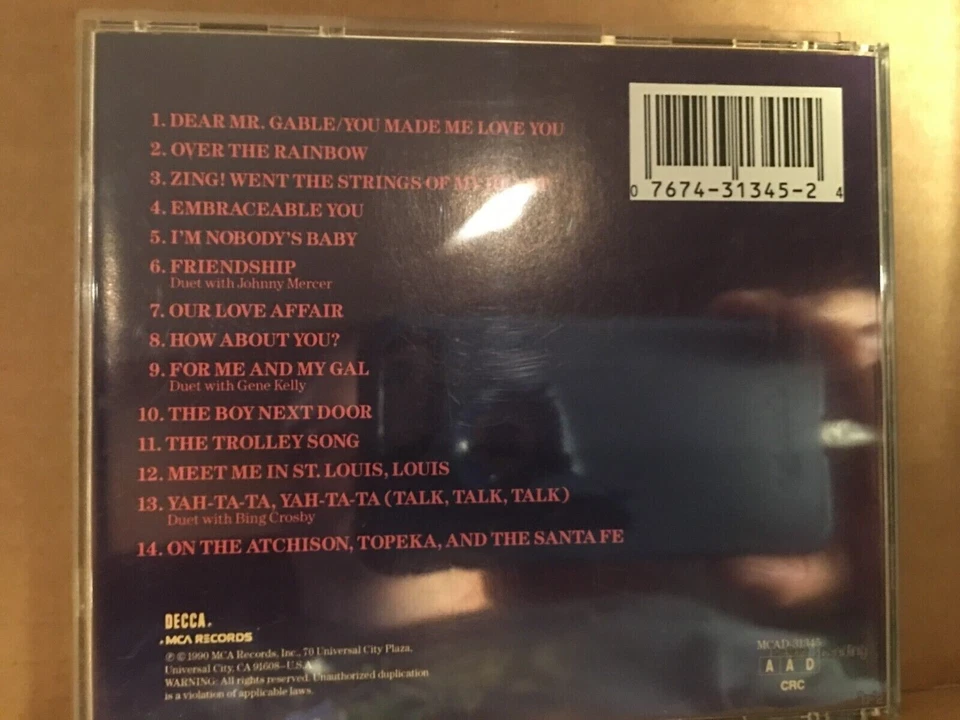 1. DEAR MR. GABLE/YOU MADE ME LOVE YOU
2. OVER THE RAINBOW
3. ZING! WENT THE STRINGS OF MY
4. EMBRACEABLE YOU
5. I'M NOBODY'S BABY
6. FRIENDSHIP
Duet with Johnny Mercer
7. OUR LOVE AFFAIR
8. HOW ABOUT YOU?
9. FOR ME AND MY GAL
Duet with Gene Kelly
10. THE BOY NEXT DOOR
11. THE TROLLEY SONG
12. MEET ME IN ST. LOUIS, LOUIS
13. YAH-TA-TA, YAH-TA-TA (TALK, TALK, TALK)
Duet with Bing Crosby
14. ON THE ATCHISON, TOPEKA, AND THE SANTA FE
0 7674-31345-2 4
DECCA
MCA RECORDS
℗ © 1990 MCA Records, Inc., 70 Universal City Plaza,
Universal City, CA 91608–U.S.A.
WARNING: All rights reserved. Unauthorized duplication
is a violation of applicable laws.
MCAD-31345
A A D
CRC